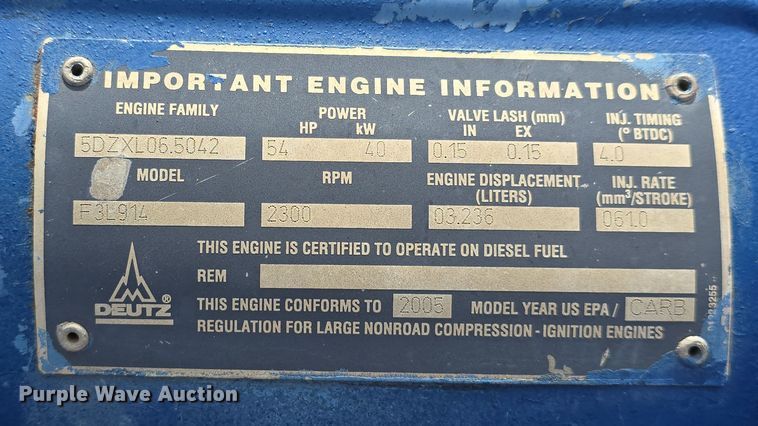 IMPORTANT ENGINE INFORMATION
ENGINE FAMILY POWER HP kW VALVE LASH (mm) IN EX INJ. TIMING (° BTDC)
5DZXL06.5042 54 40 0.15 0.15 4.0
MODEL RPM ENGINE DISPLACEMENT (LITERS) INJ. RATE (mm³/STROKE)
F3L914 2300 03.236 061.0
THIS ENGINE IS CERTIFIED TO OPERATE ON DIESEL FUEL
REM
THIS ENGINE CONFORMS TO 2005 MODEL YEAR US EPA / CARB
REGULATION FOR LARGE NONROAD COMPRESSION - IGNITION ENGINES
DEUTZ ®
Purple Wave Auction